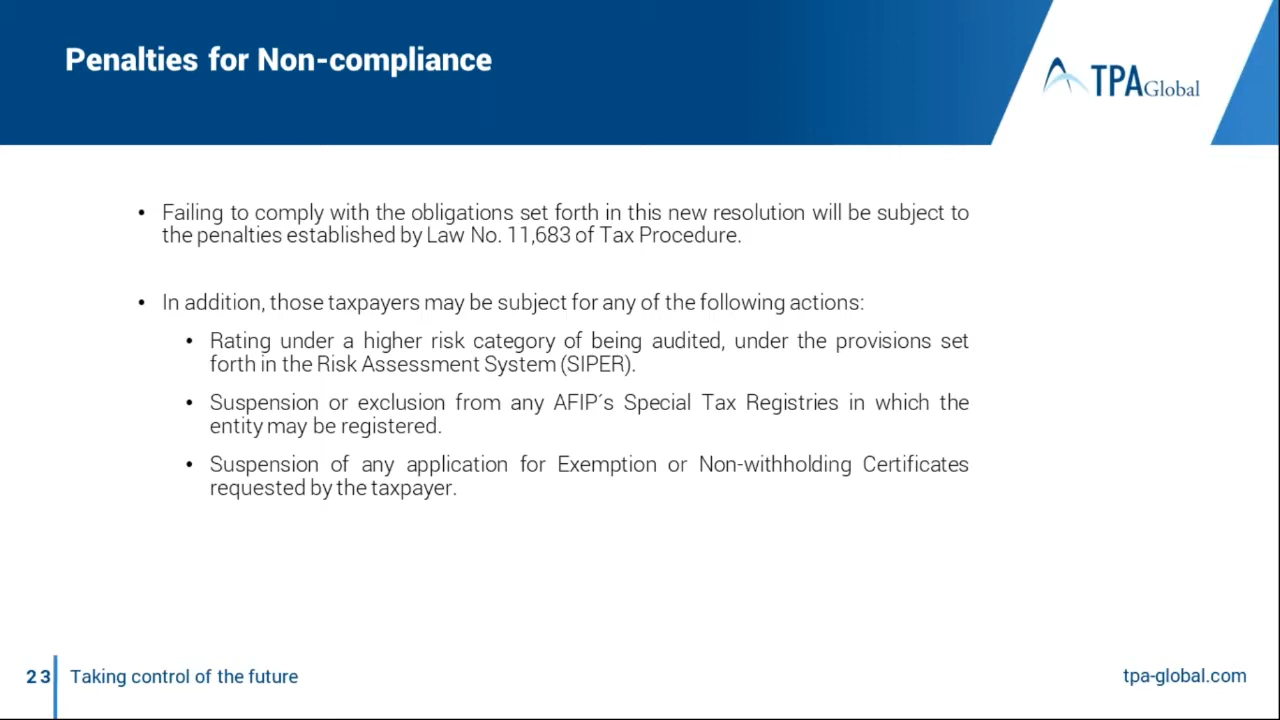 Penalties for Non-compliance
TPAGlobal
• Failing to comply with the obligations set forth in this new resolution will be subject to
the penalties established by Law No. 11,683 of Tax Procedure.
• In addition, those taxpayers may be subject for any of the following actions:
• Rating under a higher risk category of being audited, under the provisions set
forth in the Risk Assessment System (SIPER).
• Suspension or exclusion from any AFIP´s Special Tax Registries in which the
entity may be registered.
• Suspension of any application for Exemption or Non-withholding Certificates
requested by the taxpayer.
23 Taking control of the future
tpa-global.com